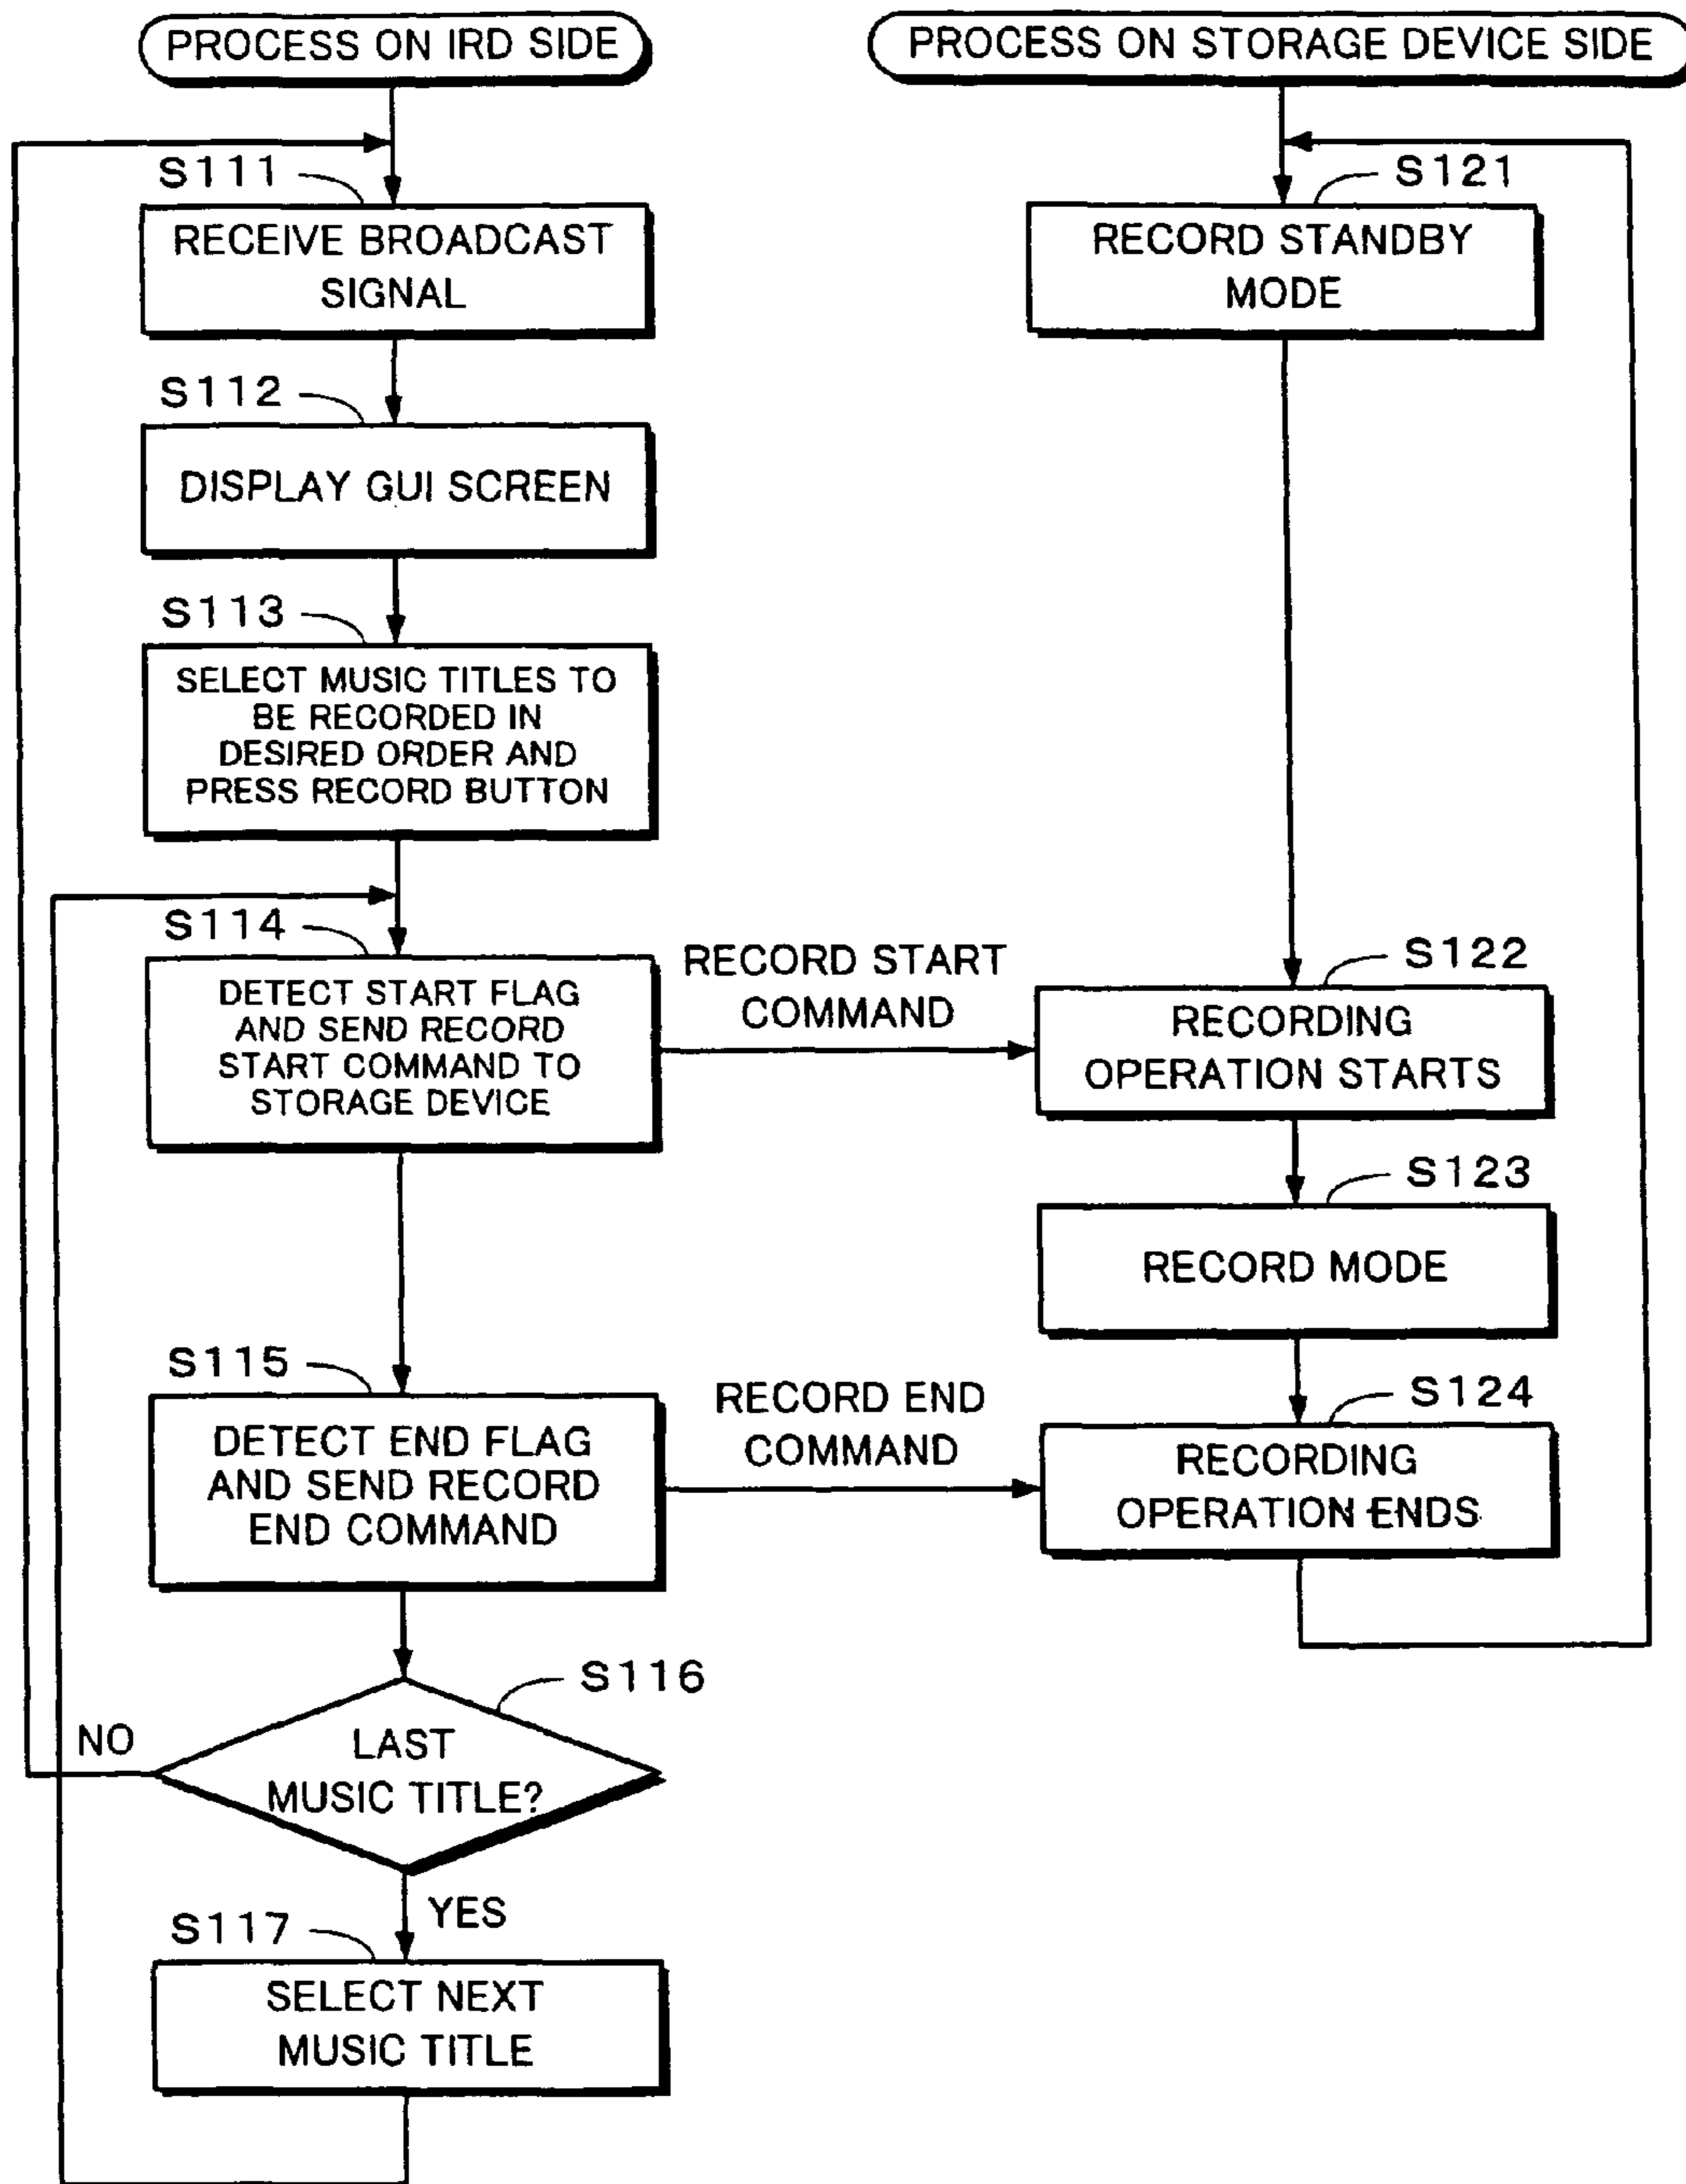 PROCESS ON IRD SIDE
S111
RECEIVE BROADCAST
SIGNAL
S112
DISPLAY GUI SCREEN
S113
SELECT MUSIC TITLES TO
BE RECORDED IN
DESIRED ORDER AND
PRESS RECORD BUTTON
S114
DETECT START FLAG
AND SEND RECORD
START COMMAND TO
STORAGE DEVICE
RECORD START
COMMAND
S115
DETECT END FLAG
AND SEND RECORD
END COMMAND
RECORD END
COMMAND
S116
LAST
MUSIC TITLE?
NO
YES
S117
SELECT NEXT
MUSIC TITLE
PROCESS ON STORAGE DEVICE SIDE
S121
RECORD STANDBY
MODE
S122
RECORDING
OPERATION STARTS
S123
RECORD MODE
S124
RECORDING
OPERATION ENDS